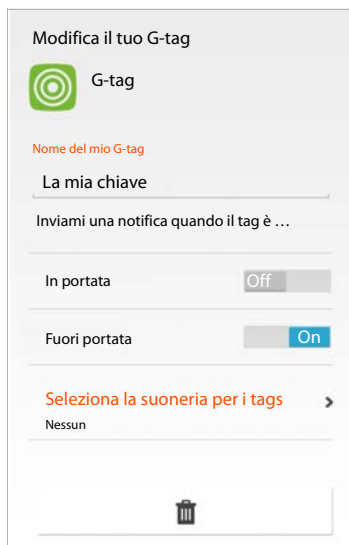 Modifica il tuo G-tag
G-tag
Nome del mio G-tag
La mia chiave
Inviami una notifica quando il tag è …
In portata
Off
Fuori portata
On
Seleziona la suoneria per i tags
Nessun